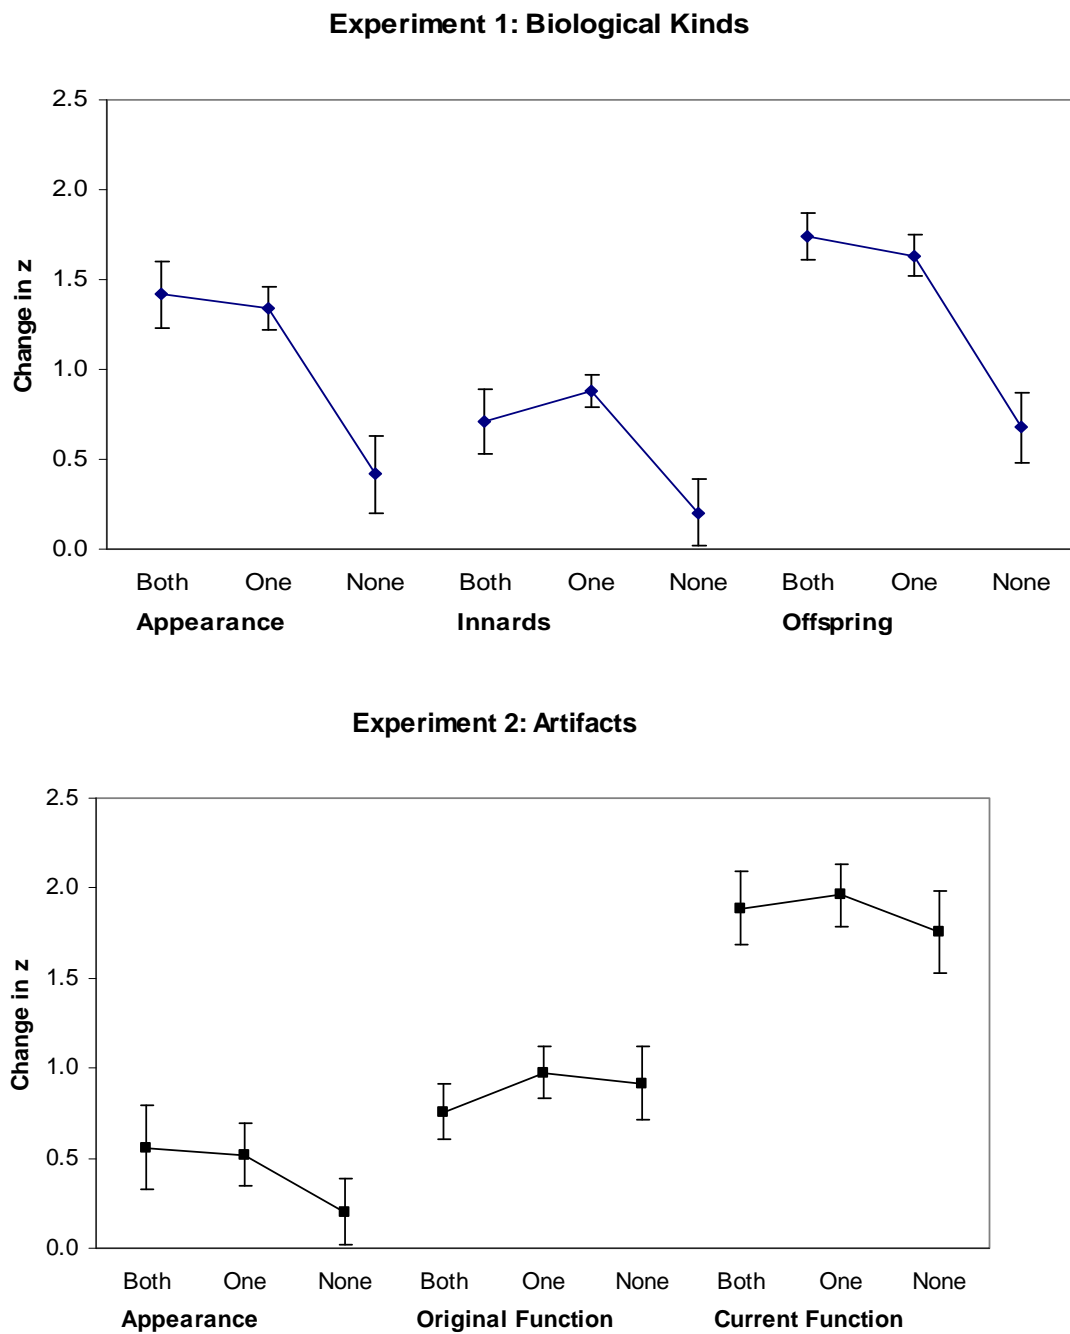 Experiment 1: Biological Kinds
2.5
2.0
1.5
1.0
0.5
0.0
Change in z
Both One None Both One None Both One None
Appearance Innards Offspring
Experiment 2: Artifacts
2.5
2.0
1.5
1.0
0.5
0.0
Change in z
Both One None Both One None Both One None
Appearance Original Function Current Function